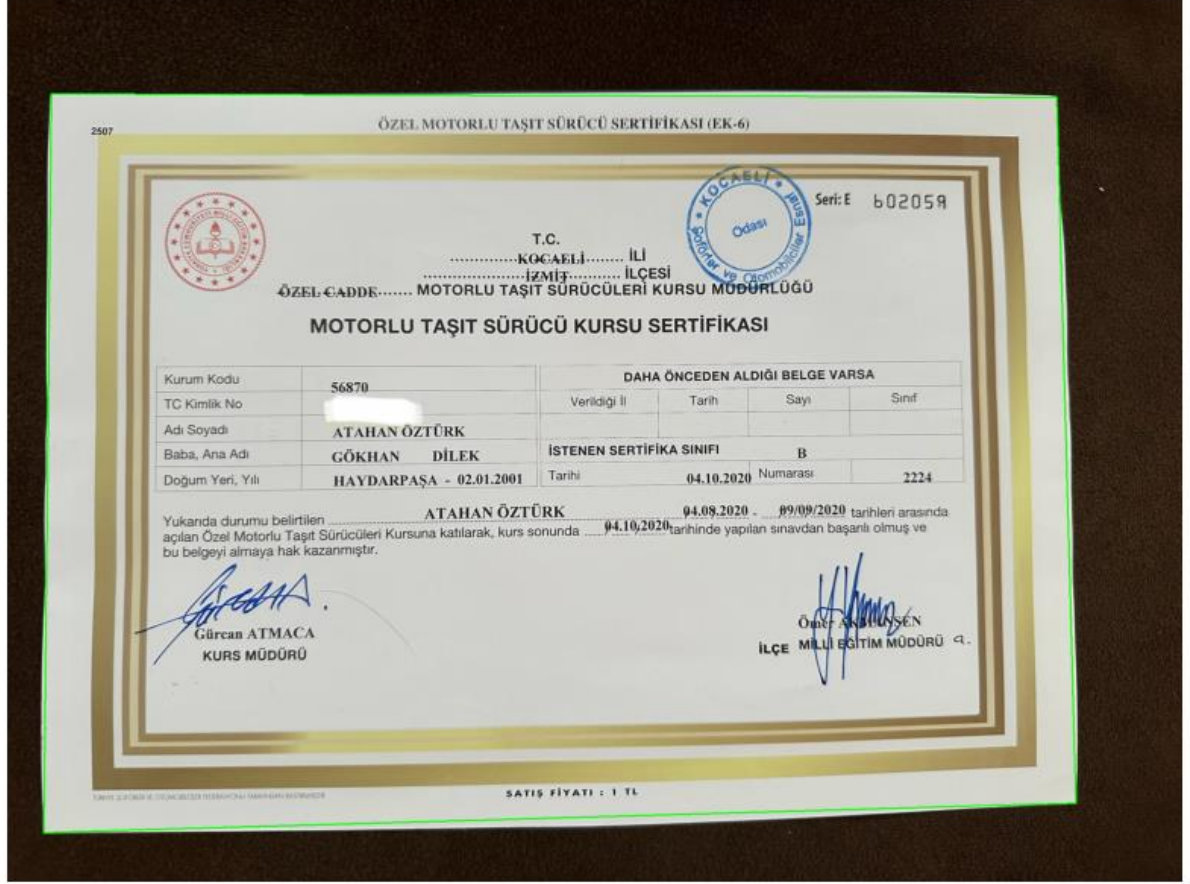 ÖZEL MOTORLU TAŞIT SÜRÜCÜ SERTİFİKASI (EK-6)
2507
KOCAELİ
Şoförler ve Otomobilciler Esnaf
Odası
Seri: E 602059
T.C.
KOCAELİ İLİ
İZMİT İLÇESİ
ÖZEL CADDE MOTORLU TAŞIT SÜRÜCÜLERİ KURSU MÜDÜRLÜĞÜ
MOTORLU TAŞIT SÜRÜCÜ KURSU SERTİFİKASI
Kurum Kodu 56870
TC Kimlik No
Adı Soyadı ATAHAN ÖZTÜRK
Baba, Ana Adı GÖKHAN DİLEK
Doğum Yeri, Yılı HAYDARPAŞA - 02.01.2001
DAHA ÖNCEDEN ALDIĞI BELGE VARSA
Verildiği İl Tarih Sayı Sınıf
İSTENEN SERTİFİKA SINIFI B
Tarihi 04.10.2020 Numarası 2224
Yukarıda durumu belirtilen ATAHAN ÖZTÜRK 04.08.2020 - 09/09/2020 tarihleri arasında
açılan Özel Motorlu Taşıt Sürücüleri Kursuna katılarak, kurs sonunda 04.10.2020 tarihinde yapılan sınavdan başarılı olmuş ve
bu belgeyi almaya hak kazanmıştır.
Gürcan ATMACA
KURS MÜDÜRÜ
Ömer
İLÇE MİLLİ EĞİTİM MÜDÜRÜ a.
SATIŞ FİYATI : 1 TL